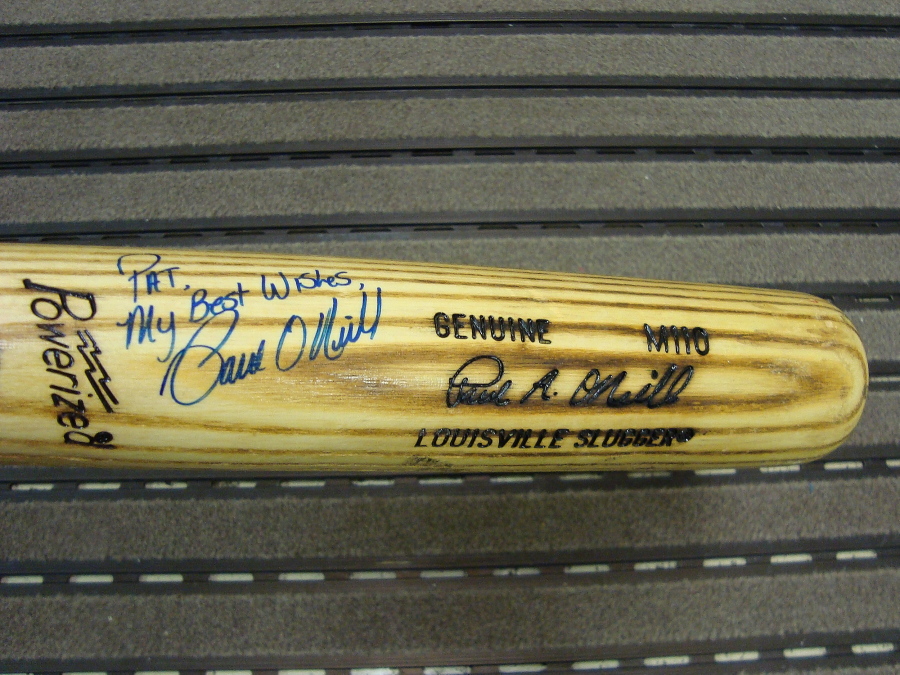 PAT,
My Best Wishes,
Paul O'Neill
GENUINE M110
Paul A. O'Neill
LOUISVILLE SLUGGER®
Powerized